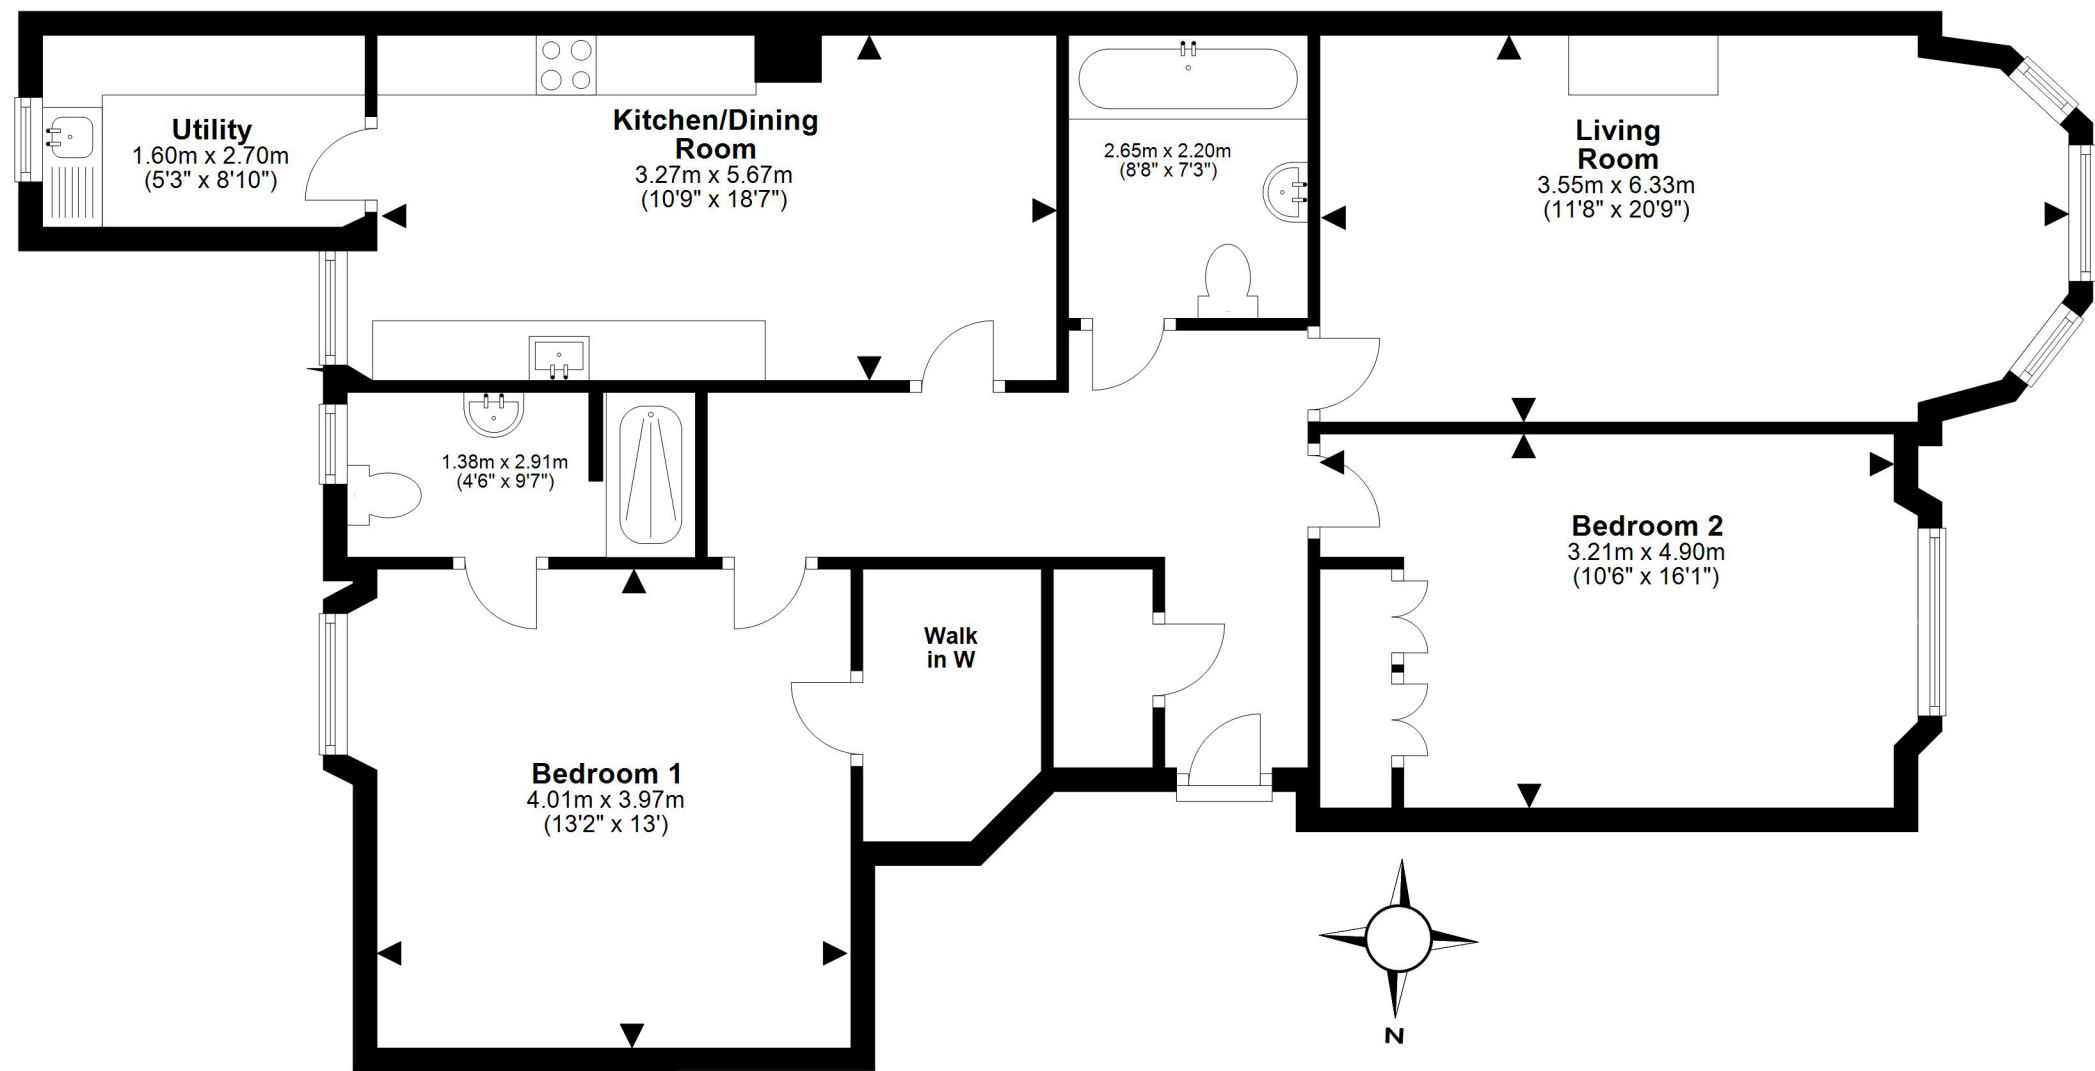 Utility
1.60m x 2.70m
(5'3" x 8'10")
Kitchen/Dining
Room
3.27m x 5.67m
(10'9" x 18'7")
2.65m x 2.20m
(8'8" x 7'3")
Living
Room
3.55m x 6.33m
(11'8" x 20'9")
1.38m x 2.91m
(4'6" x 9'7")
Bedroom 2
3.21m x 4.90m
(10'6" x 16'1")
Walk
in W
Bedroom 1
4.01m x 3.97m
(13'2" x 13')
N